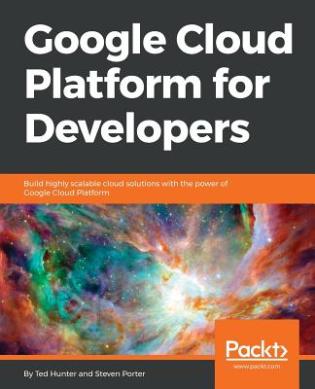 Google Cloud
Platform for
Developers
Build highly scalable cloud solutions with the power of
Google Cloud Platform
Packt>
www.packt.com
By Ted Hunter and Steven Porter